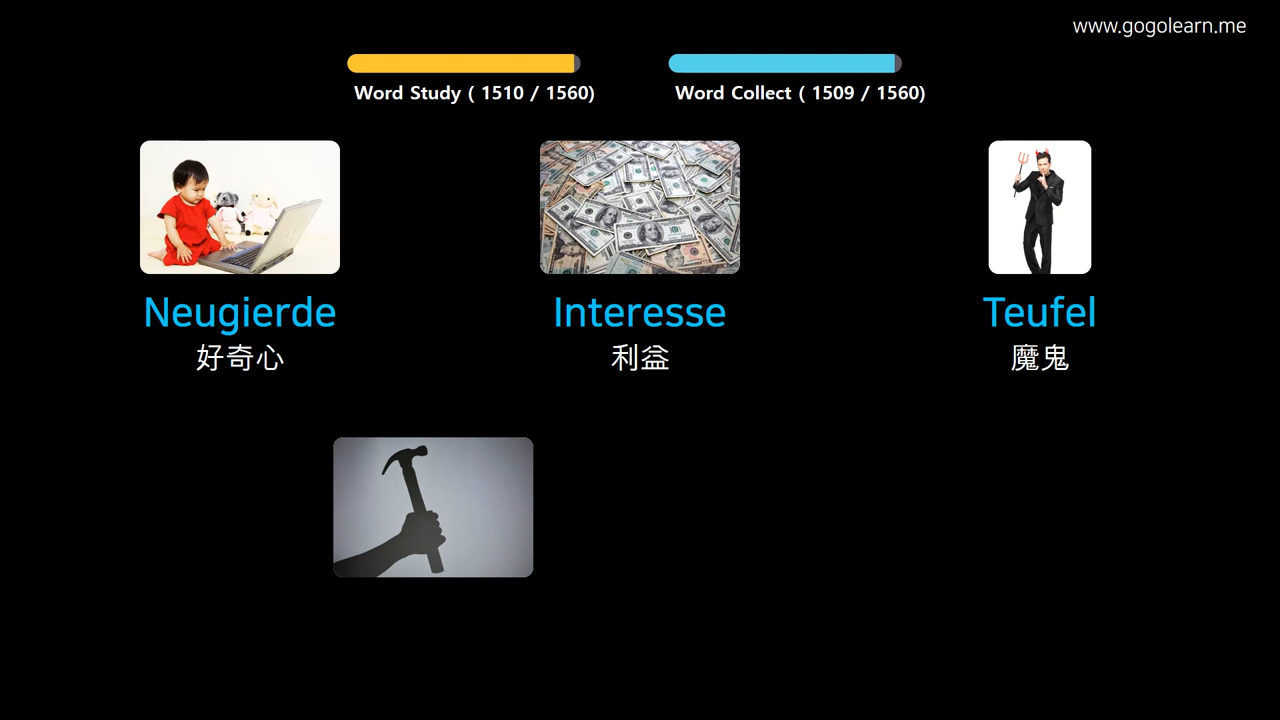 www.gogolearn.me
Word Study ( 1510 / 1560)
Word Collect ( 1509 / 1560)
Neugierde
好奇心
Interesse
利益
Teufel
魔鬼